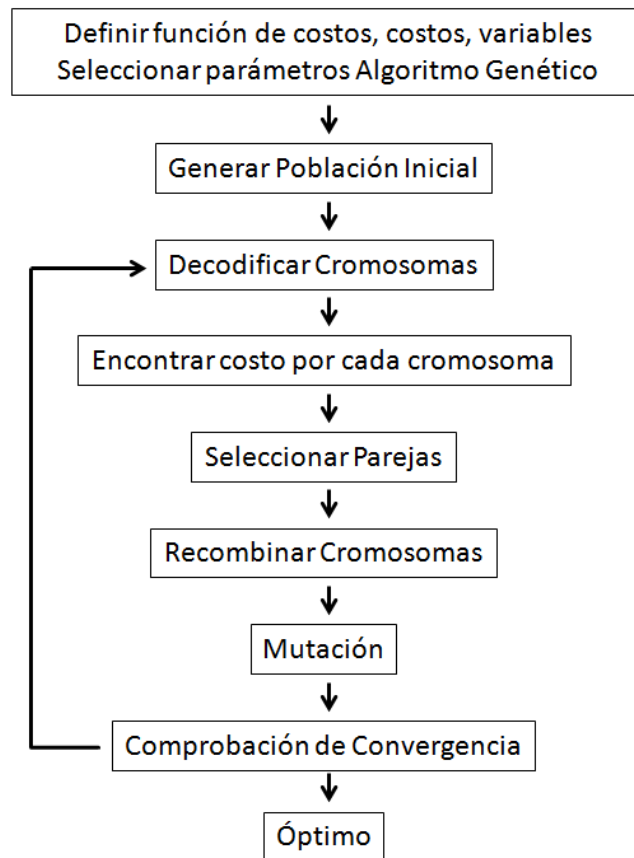 Definir función de costos, costos, variables
Seleccionar parámetros Algoritmo Genético
Generar Población Inicial
Decodificar Cromosomas
Encontrar costo por cada cromosoma
Seleccionar Parejas
Recombinar Cromosomas
Mutación
Comprobación de Convergencia
Óptimo